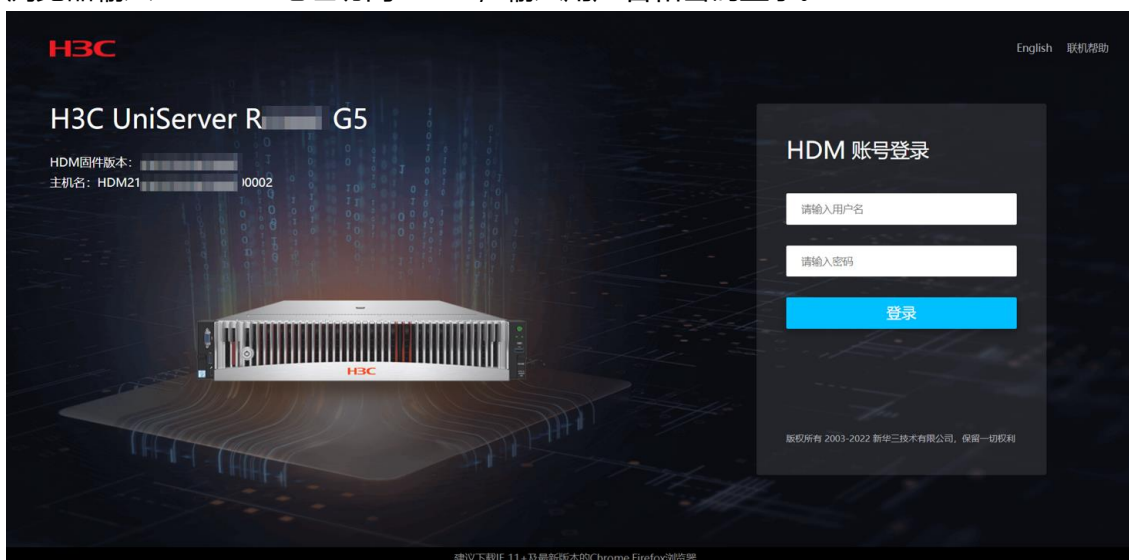 H3C
English 联机帮助
H3C UniServer R G5
HDM固件版本：
主机名：HDM21 0002
HDM 账号登录
请输入用户名
请输入密码
登录
H3C
版权所有 2003-2022 新华三技术有限公司，保留一切权利
建议下载IE 11+及最新版本的Chrome Firefox浏览器